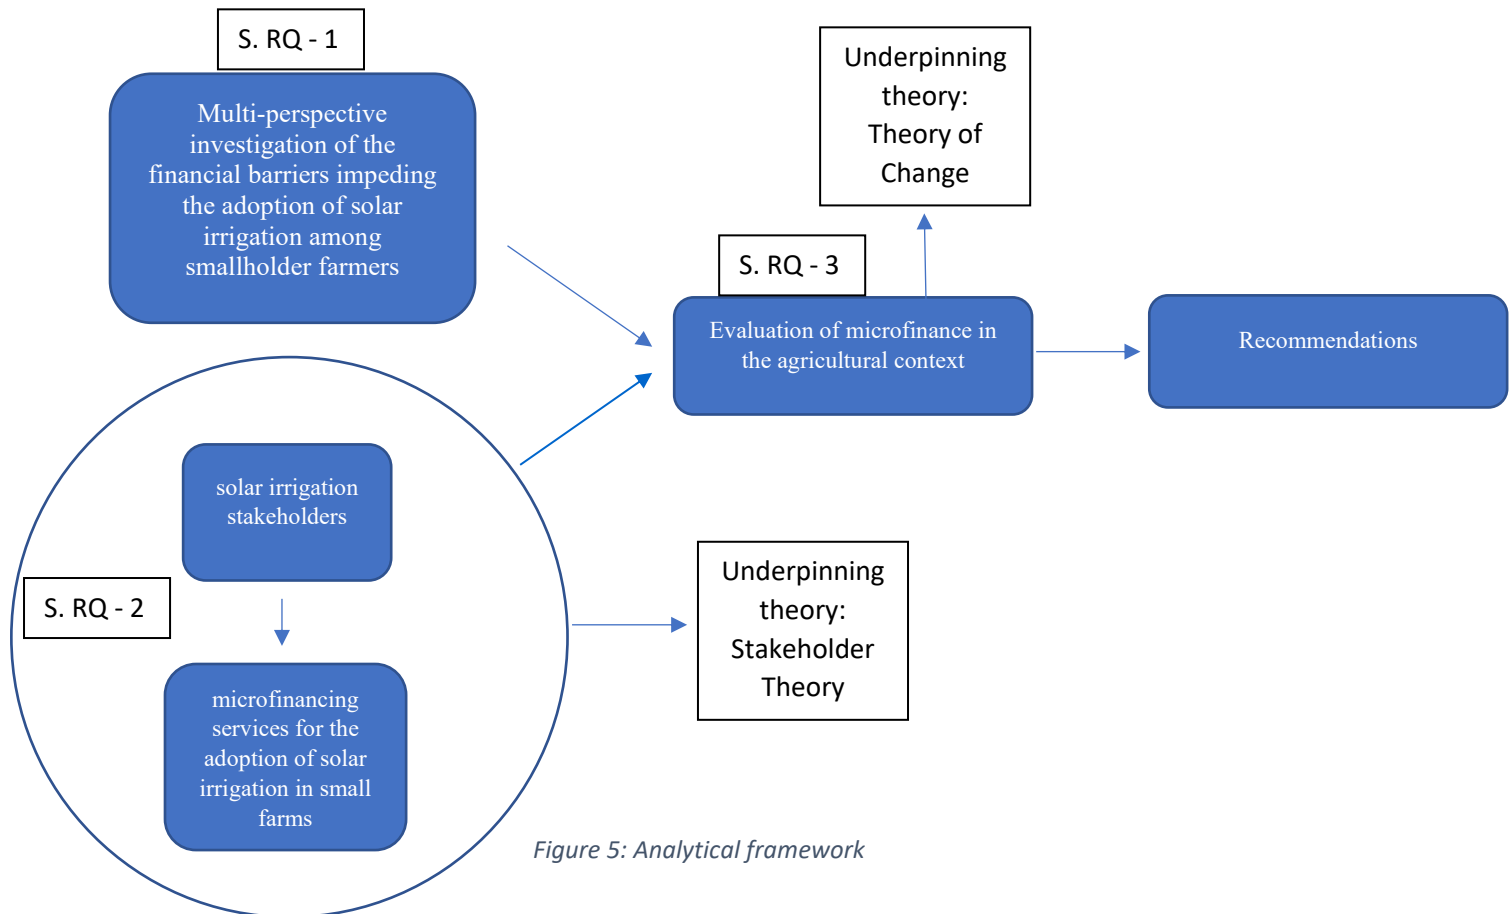 S. RQ - 1
Multi-perspective
investigation of the
financial barriers impeding
the adoption of solar
irrigation among
smallholder farmers
Underpinning
theory:
Theory of
Change
S. RQ - 3
Evaluation of microfinance in
the agricultural context
Recommendations
solar irrigation
stakeholders
S. RQ - 2
microfinancing
services for the
adoption of solar
irrigation in small
farms
Underpinning
theory:
Stakeholder
Theory
Figure 5: Analytical framework